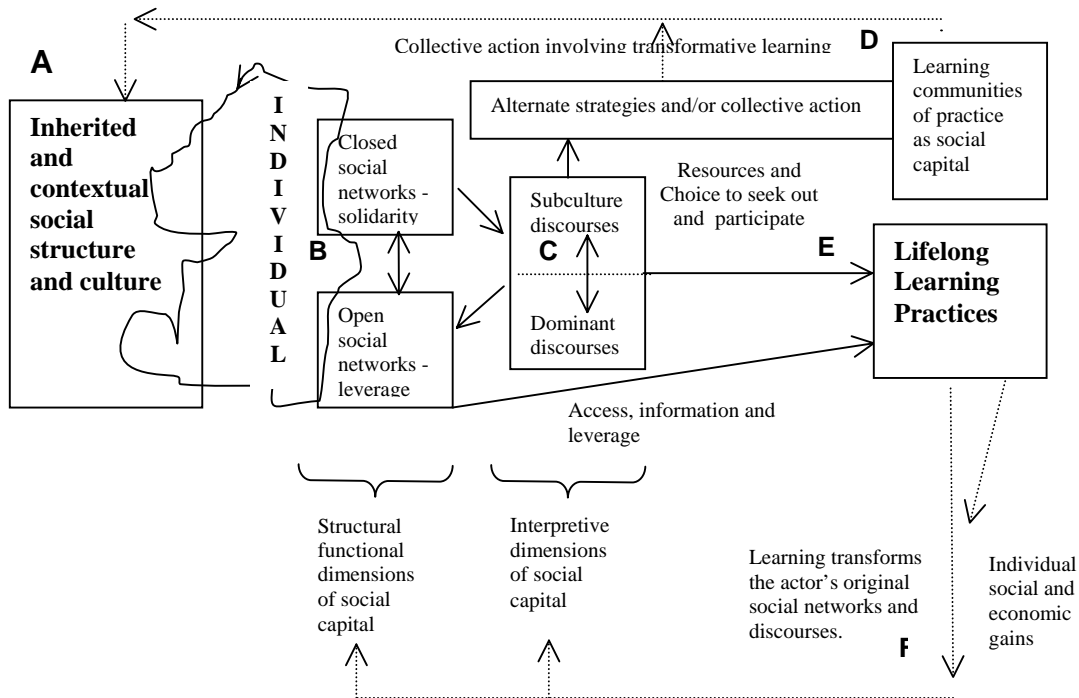 Collective action involving transformative learning
D
A
Learning
communities
of practice
as social
capital
Alternate strategies and/or collective action
Inherited
and
contextual
social
structure
and culture
I
N
D
I
V
I
D
U
A
L
Closed
social
networks -
solidarity
B
Open
social
networks -
leverage
Subculture
discourses
C
Dominant
discourses
Resources and
Choice to seek out
and participate
E
Lifelong
Learning
Practices
Access, information and
leverage
Structural
functional
dimensions
of social
capital
Interpretive
dimensions
of social
capital
Learning transforms
the actor's original
social networks and
discourses.
F
Individual
social and
economic
gains